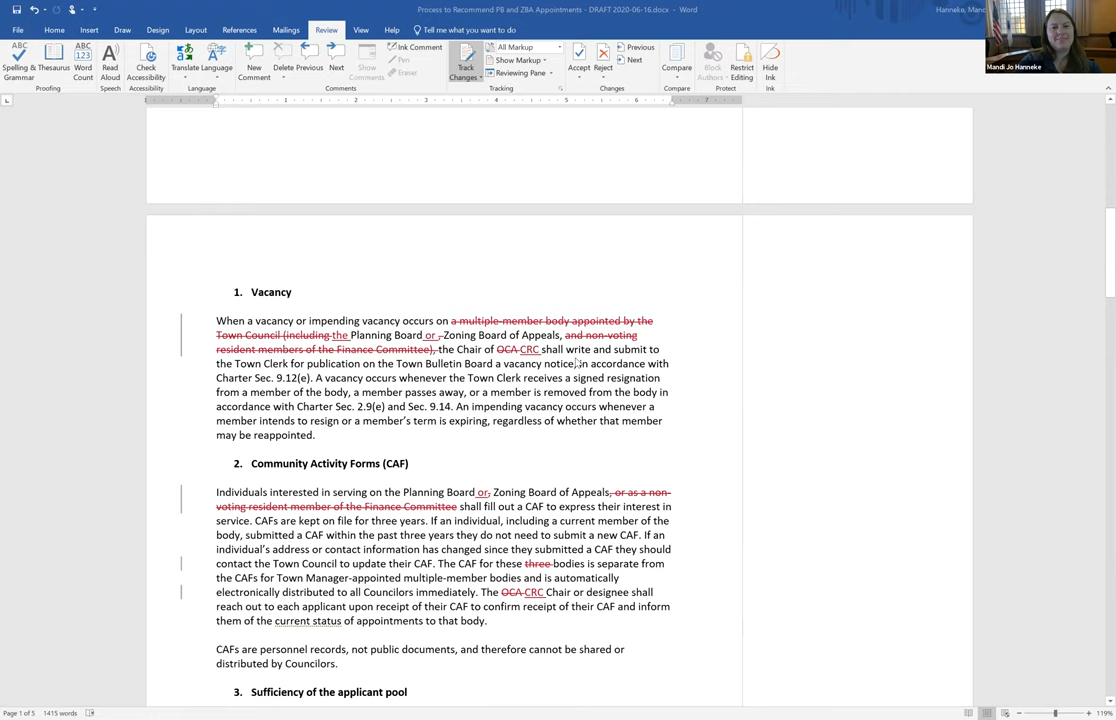 Process to Recommend PB and ZBA Appointments - DRAFT 2020-06-16.docx - Word
Hanneke, Manc
File Home Insert Draw Design Layout References Mailings Review View Help Tell me what you want to do
Spelling & Grammar
Thesaurus
Word Count
Read Aloud
Check Accessibility
Translate
Language
New Comment
Delete
Previous
Next
Show Comments
Ink Comment
Pen
Eraser
Track Changes
All Markup
Show Markup
Reviewing Pane
Accept
Reject
Previous
Next
Compare
Block Authors
Restrict Editing
Hide Ink
Proofing Speech Accessibility Language Comments Tracking Changes Compare Protect Ink
Mandi Jo Hanneke
1 2 3 4 5 6 7
1. Vacancy
When a vacancy or impending vacancy occurs on a multiple-member body appointed by the
Town Council (including the Planning Board or , Zoning Board of Appeals, and non-voting
resident members of the Finance Committee), the Chair of OCA CRC shall write and submit to
the Town Clerk for publication on the Town Bulletin Board a vacancy notice, in accordance with
Charter Sec. 9.12(e). A vacancy occurs whenever the Town Clerk receives a signed resignation
from a member of the body, a member passes away, or a member is removed from the body in
accordance with Charter Sec. 2.9(e) and Sec. 9.14. An impending vacancy occurs whenever a
member intends to resign or a member's term is expiring, regardless of whether that member
may be reappointed.
2. Community Activity Forms (CAF)
Individuals interested in serving on the Planning Board or, Zoning Board of Appeals, or as a non-
voting resident member of the Finance Committee shall fill out a CAF to express their interest in
service. CAFs are kept on file for three years. If an individual, including a current member of the
body, submitted a CAF within the past three years they do not need to submit a new CAF. If an
individual's address or contact information has changed since they submitted a CAF they should
contact the Town Council to update their CAF. The CAF for these three bodies is separate from
the CAFs for Town Manager-appointed multiple-member bodies and is automatically
electronically distributed to all Councilors immediately. The OCA CRC Chair or designee shall
reach out to each applicant upon receipt of their CAF to confirm receipt of their CAF and inform
them of the current status of appointments to that body.
CAFs are personnel records, not public documents, and therefore cannot be shared or
distributed by Councilors.
3. Sufficiency of the applicant pool
Page 1 of 5 1415 words
119%